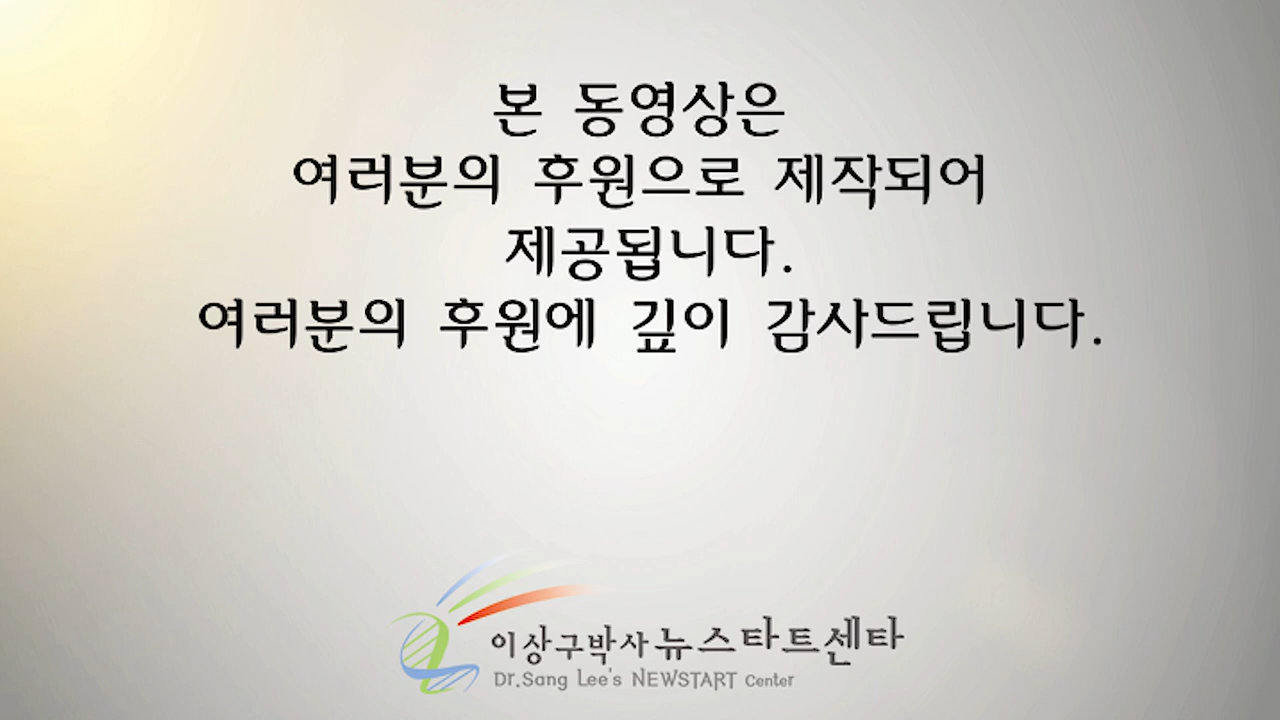 본 동영상은
여러분의 후원으로 제작되어
제공됩니다.
여러분의 후원에 깊이 감사드립니다.
이상구박사 뉴스타트센타
Dr.Sang Lee's NEWSTART Center